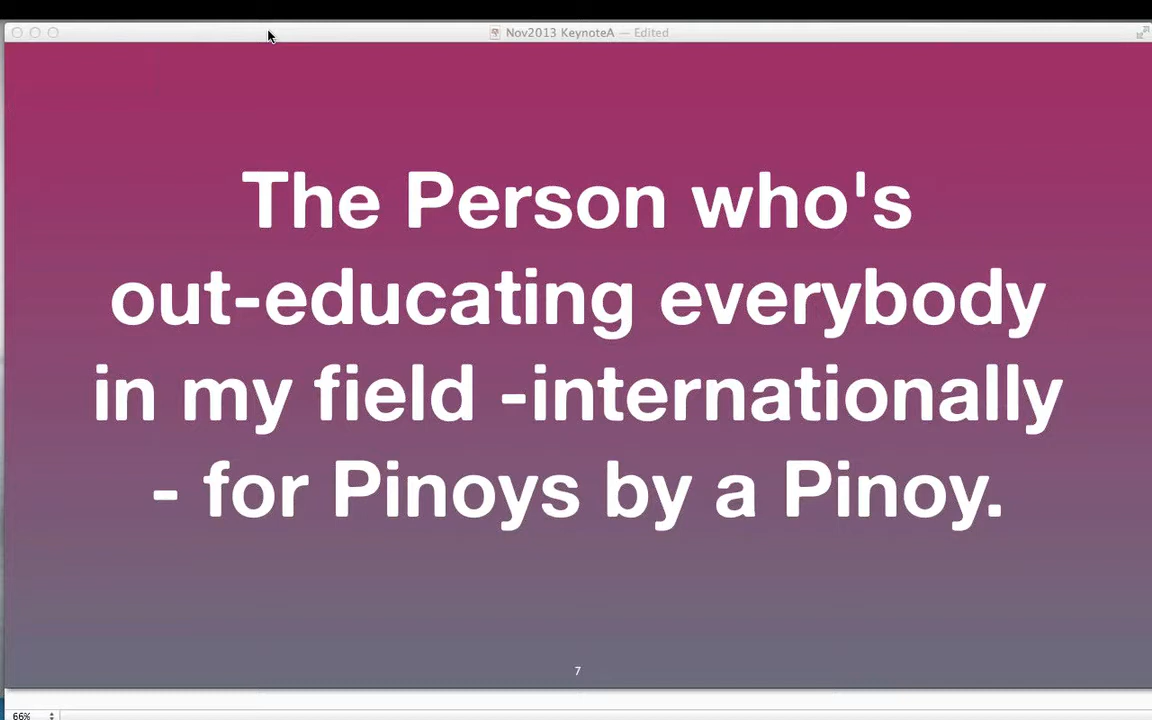 Nov2013 KeynoteA — Edited
The Person who's
out-educating everybody
in my field -internationally
- for Pinoys by a Pinoy.
7
66%